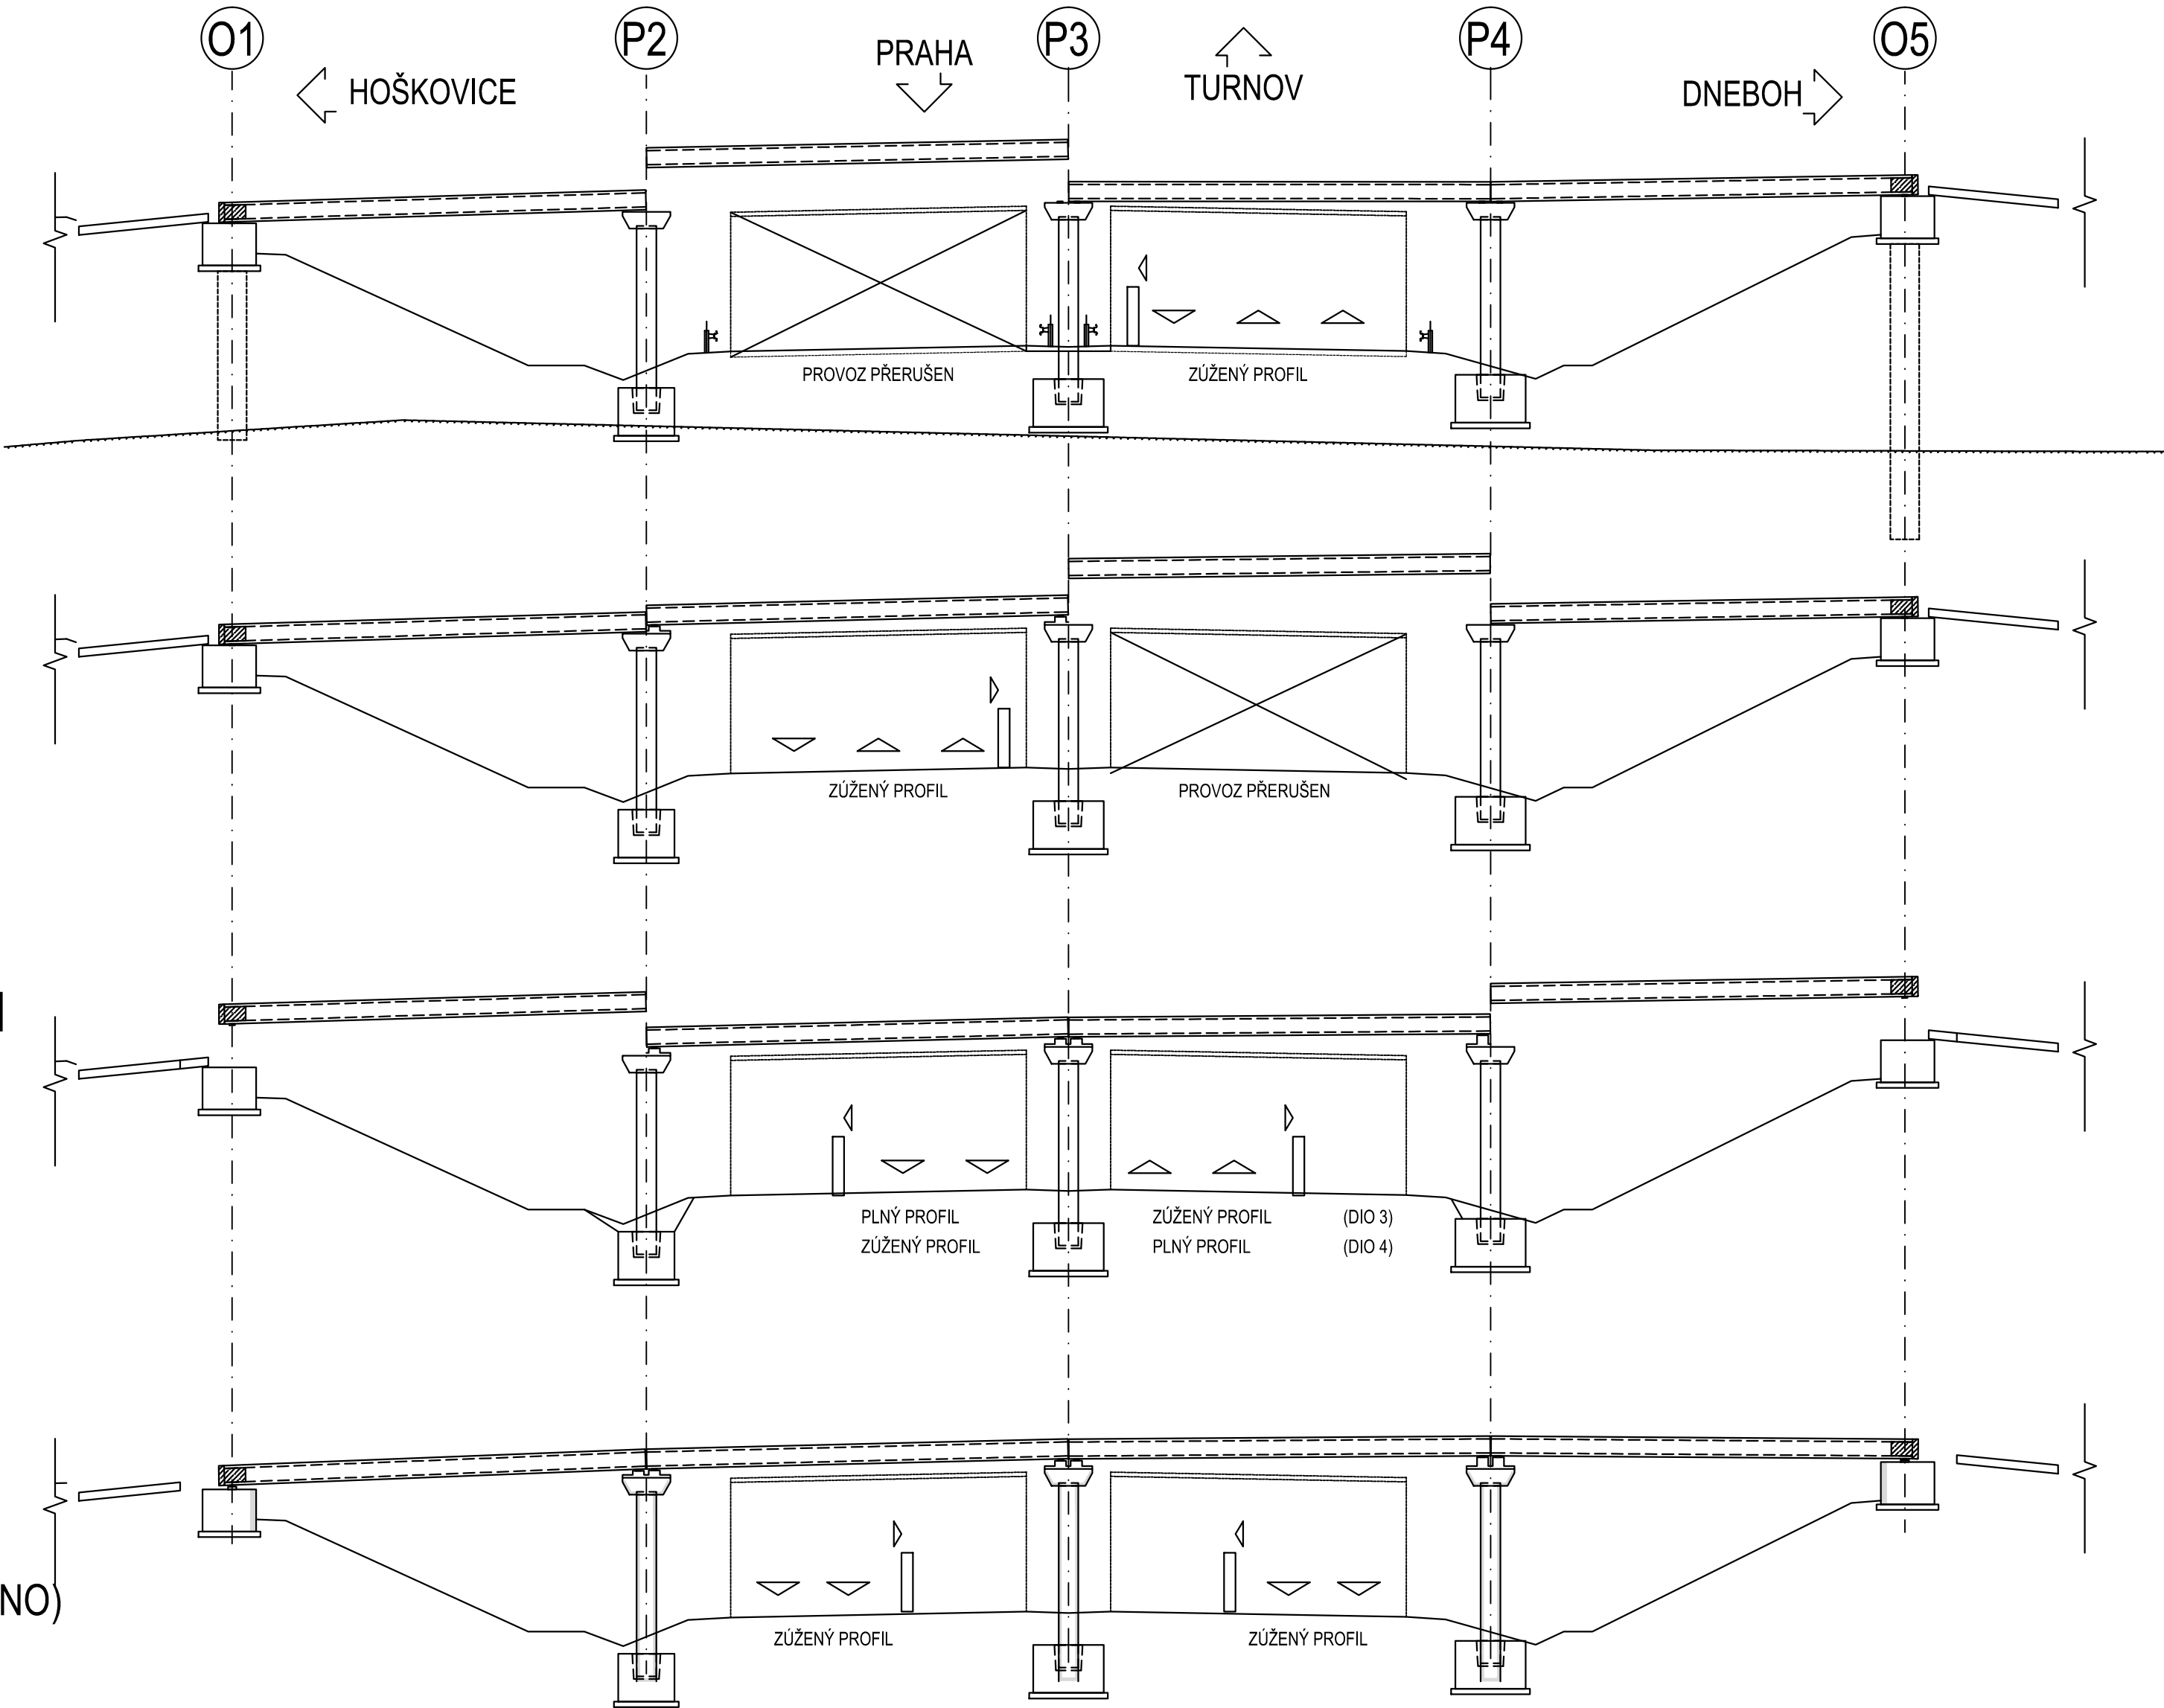 O1
P2
P3
P4
O5
HOŠKOVICE
PRAHA
TURNOV
DNEBOH
PROVOZ PŘERUŠEN
ZÚŽENÝ PROFIL
ZÚŽENÝ PROFIL
PROVOZ PŘERUŠEN
PLNÝ PROFIL
ZÚŽENÝ PROFIL
(DIO 3)
ZÚŽENÝ PROFIL
PLNÝ PROFIL
(DIO 4)
NO)
ZÚŽENÝ PROFIL
ZÚŽENÝ PROFIL